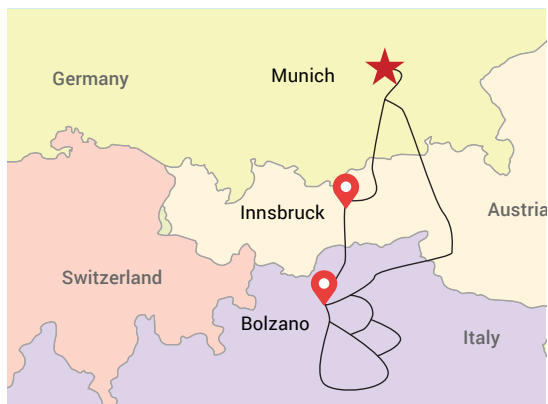 Munich
Germany
Innsbruck
Austria
Switzerland
Bolzano
Italy